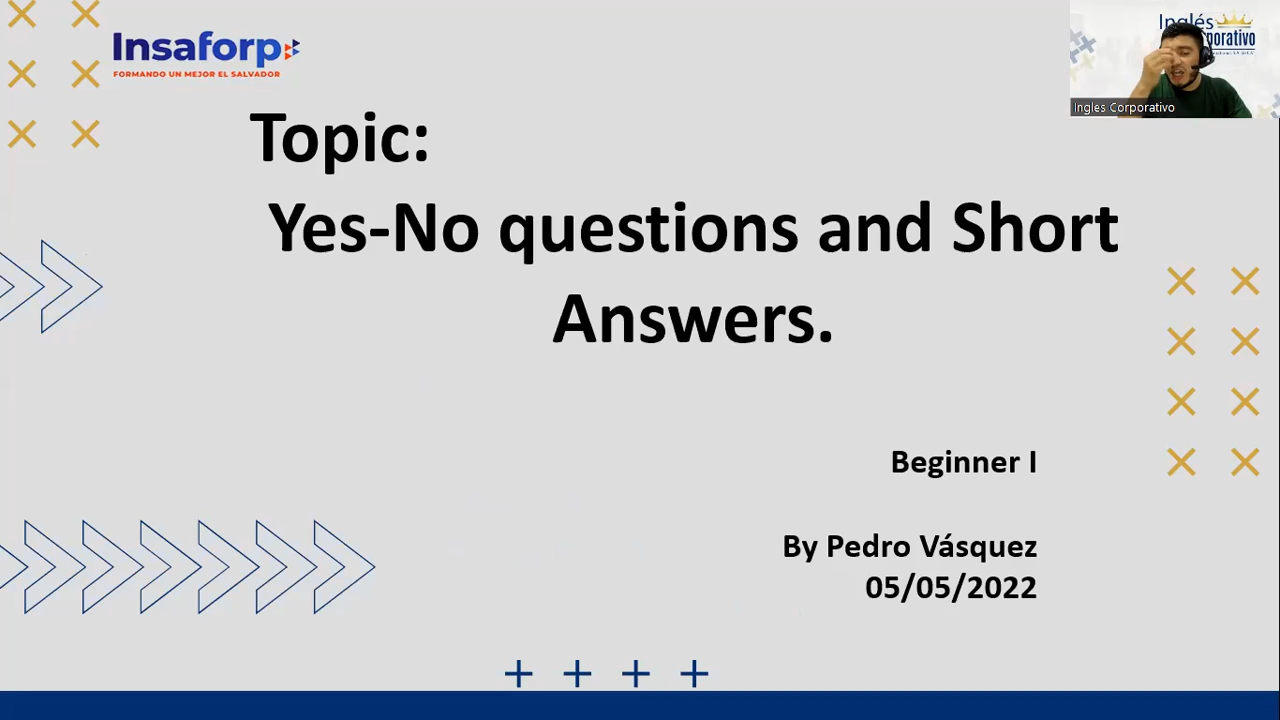 Insaforp
FORMANDO UN MEJOR EL SALVADOR
Inglés
Ingles Corporativo
Topic:
Yes-No questions and Short
Answers.
Beginner I
By Pedro Vásquez
05/05/2022